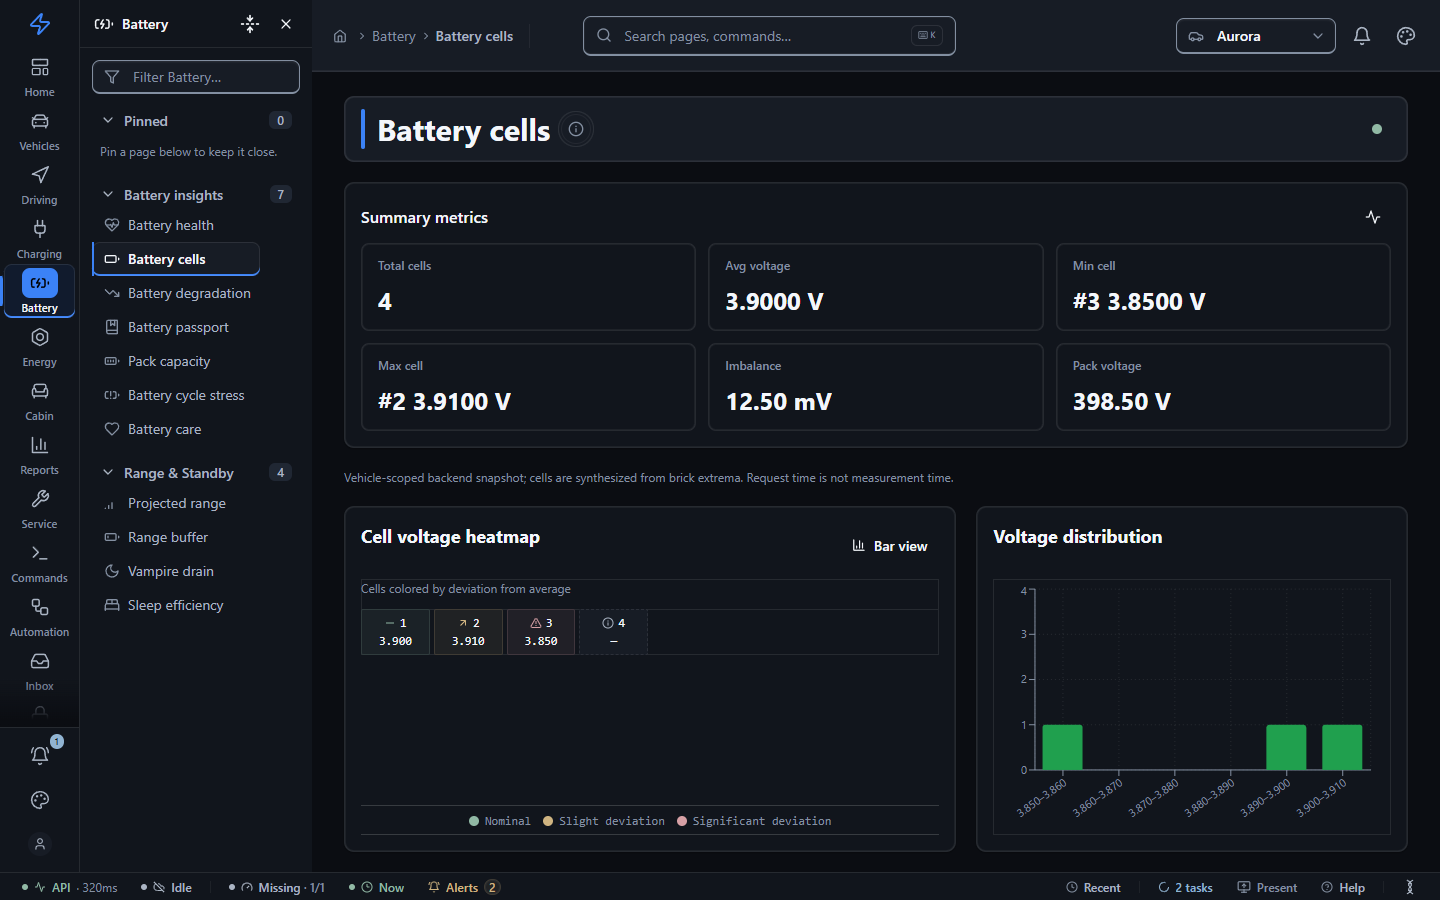 Battery
Filter Battery...
Pinned 0
Pin a page below to keep it close.
Battery insights 7
Battery health
Battery cells
Battery degradation
Battery passport
Pack capacity
Battery cycle stress
Battery care
Range & Standby 4
Projected range
Range buffer
Vampire drain
Sleep efficiency
Home
Vehicles
Driving
Charging
Battery
Energy
Cabin
Reports
Service
Commands
Automation
Inbox
1
Battery
Battery cells
Search pages, commands...
K
Aurora
Battery cells
Summary metrics
Total cells
4
Avg voltage
3.9000 V
Min cell
#3 3.8500 V
Max cell
#2 3.9100 V
Imbalance
12.50 mV
Pack voltage
398.50 V
Vehicle-scoped backend snapshot; cells are synthesized from brick extrema. Request time is not measurement time.
Cell voltage heatmap
Bar view
Cells colored by deviation from average
1
3.900
2
3.910
3
3.850
4
—
Nominal
Slight deviation
Significant deviation
Voltage distribution
4
3
2
1
0
3.850–3.860
3.860–3.870
3.870–3.880
3.880–3.890
3.890–3.900
3.900–3.910
API · 320ms
Idle
Missing · 1/1
Now
Alerts 2
Recent
2 tasks
Present
Help